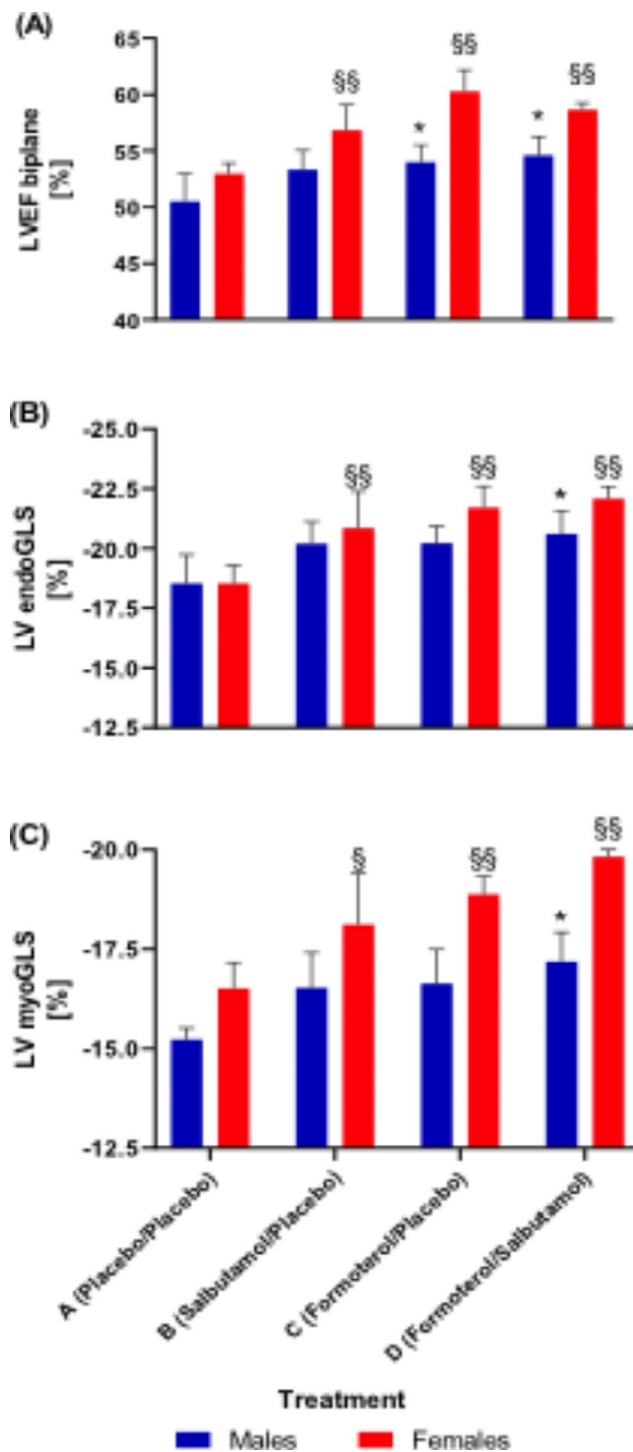 (A)
LVEF biplane
[%]
65
60
55
50
45
40
§§
*
§§
*
§§
(B)
LV endoGLS
[%]
-25.0
-22.5
-20.0
-17.5
-15.0
-12.5
§§
§§
*
§§
(C)
LV myoGLS
[%]
-20.0
-17.5
-15.0
-12.5
§
§§
*
§§
A (Placebo/Placebo)
B (Salbutamol/Placebo)
C (Formoterol/Placebo)
D (Formoterol/Salbutamol)
Treatment
Males
Females